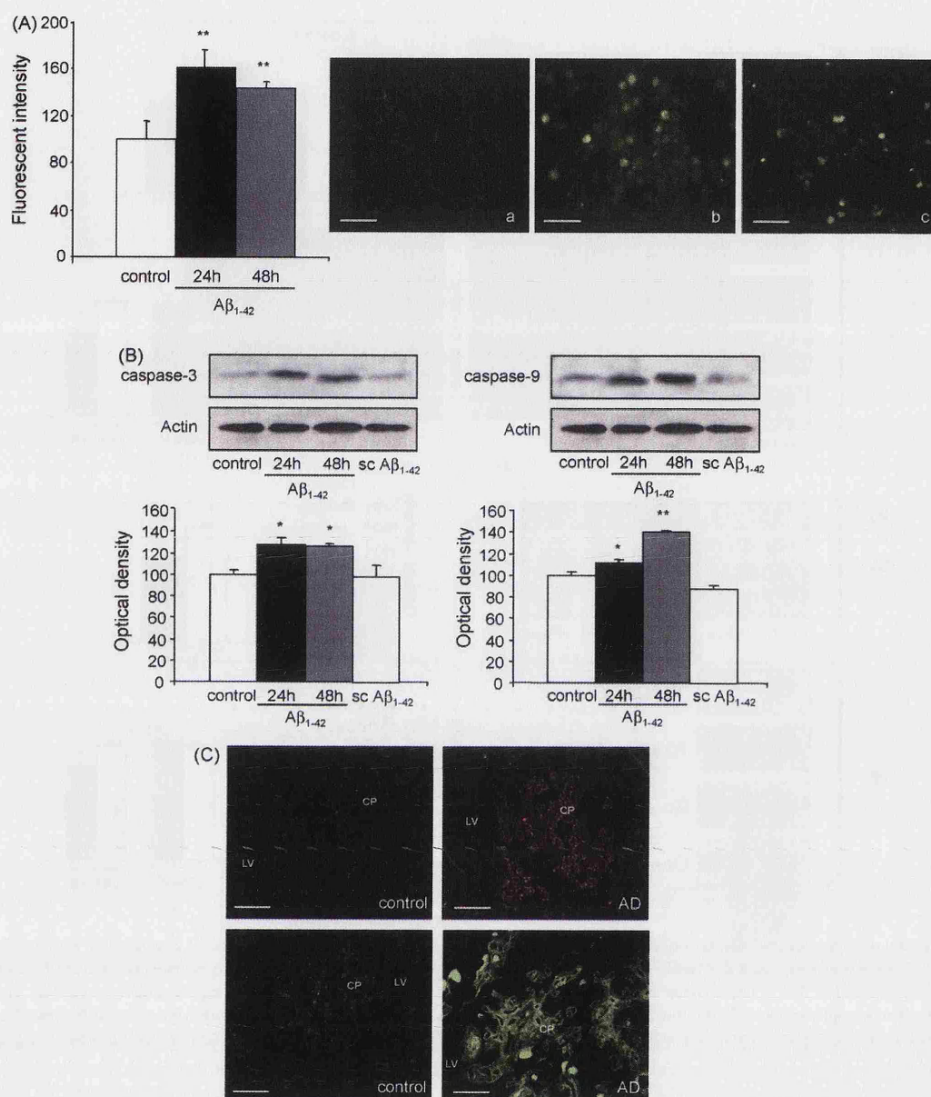 (A)
Fluorescent intensity
200
160
120
80
40
0
**
**
control 24h 48h
Aβ1-42
a
b
c
(B)
caspase-3
Actin
control 24h 48h sc Aβ1-42
Aβ1-42
caspase-9
Actin
control 24h 48h sc Aβ1-42
Aβ1-42
Optical density
160
140
120
100
80
60
40
20
0
* *
control 24h 48h sc Aβ1-42
Aβ1-42
Optical density
160
140
120
100
80
60
40
20
0
* **
control 24h 48h sc Aβ1-42
Aβ1-42
(C)
CP
LV
control
LV
CP
AD
CP LV
control
CP
LV
AD